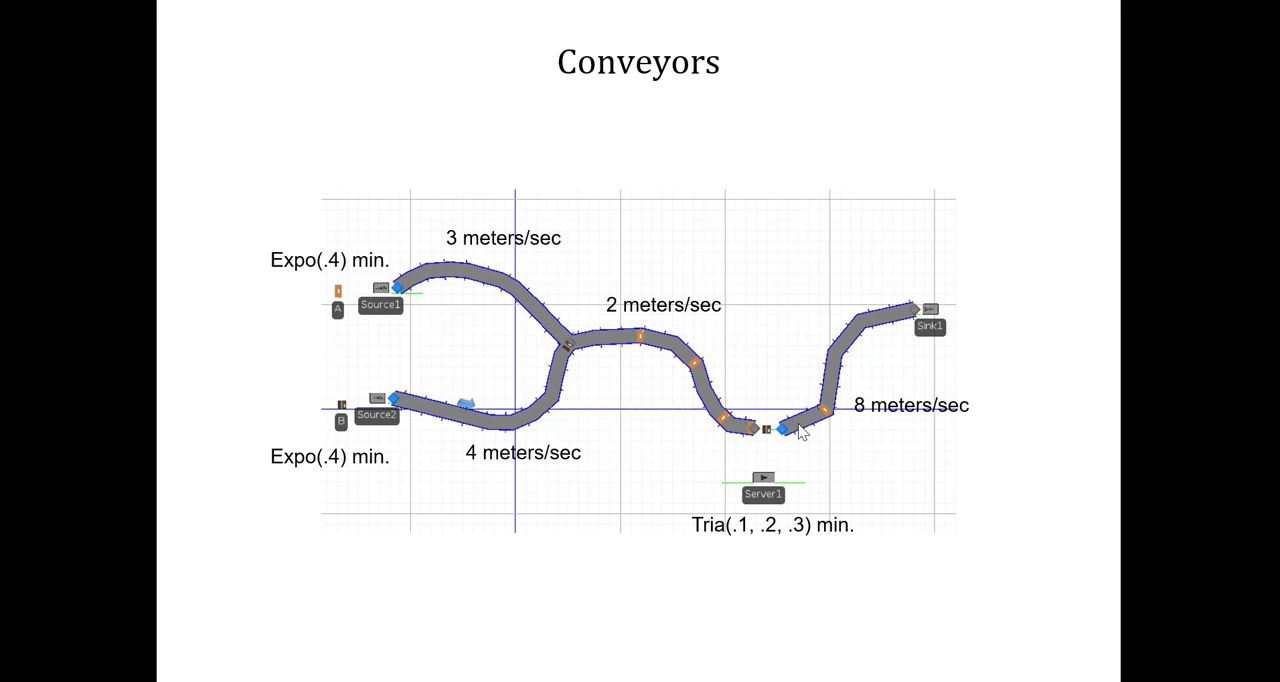 Conveyors
3 meters/sec
Expo(.4) min.
A
Source1
2 meters/sec
Sink1
B
Source2
8 meters/sec
Expo(.4) min.
4 meters/sec
Server1
Tria(.1, .2, .3) min.